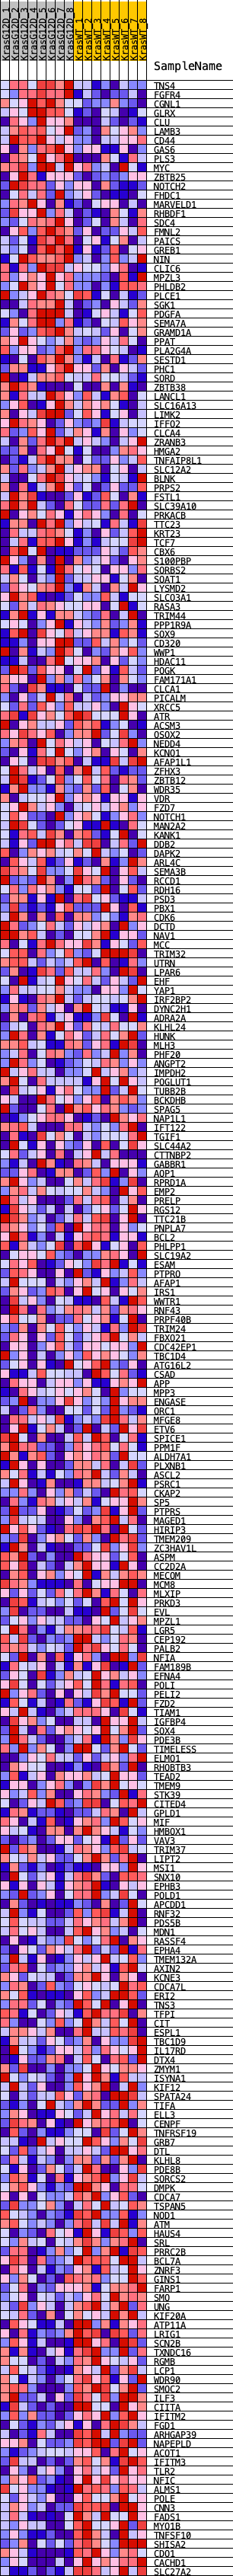 KrasG12D_1
KrasG12D_2
KrasG12D_3
KrasG12D_4
KrasG12D_5
KrasG12D_6
KrasG12D_7
KrasG12D_8
KrasWT_1
KrasWT_2
KrasWT_3
KrasWT_4
KrasWT_5
KrasWT_6
KrasWT_7
KrasWT_8
SampleName
TNS4
FGFR4
CGNL1
GLRX
CLU
LAMB3
CD44
GAS6
PLS3
MYC
ZBTB25
NOTCH2
FHDC1
MARVELD1
RHBDF1
SDC4
FMNL2
PAICS
GREB1
NIN
CLIC6
MPZL3
PHLDB2
PLCE1
SGK1
PDGFA
SEMA7A
GRAMD1A
PPAT
PLA2G4A
SESTD1
PHC1
SORD
ZBTB38
LANCL1
SLC16A13
LIMK2
IFFO2
CLCA4
ZRANB3
HMGA2
TNFAIP8L1
SLC12A2
BLNK
PRPS2
FSTL1
SLC39A10
PRKACB
TTC23
KRT23
TCF7
CBX6
S100PBP
SORBS2
SOAT1
LYSMD2
SLCO3A1
RASA3
TRIM44
PPP1R9A
SOX9
CD320
WWP1
HDAC11
POGK
FAM171A1
CLCA1
PICALM
XRCC5
ATR
ACSM3
QSOX2
NEDD4
KCNQ1
AFAP1L1
ZFHX3
ZBTB12
WDR35
VDR
FZD7
NOTCH1
MAN2A2
KANK1
DDB2
DAPK2
ARL4C
SEMA3B
RCCD1
RDH16
PSD3
PBX1
CDK6
DCTD
NAV1
MCC
TRIM32
UTRN
LPAR6
EHF
YAP1
IRF2BP2
DYNC2H1
ADRA2A
KLHL24
HUNK
MLH3
PHF20
ANGPT2
IMPDH2
POGLUT1
TUBB2B
BCKDHB
SPAG5
NAP1L1
IFT122
TGIF1
SLC44A2
CTTNBP2
GABBR1
AQP1
RPRD1A
EMP2
PRELP
RGS12
TTC21B
PNPLA7
BCL2
PHLPP1
SLC19A2
ESAM
PTPRO
AFAP1
IRS1
WWTR1
RNF43
PRPF40B
TRIM24
FBXO21
CDC42EP1
TBC1D4
ATG16L2
CSAD
APP
MPP3
ENGASE
ORC1
MFGE8
ETV6
SPICE1
PPM1F
ALDH7A1
PLXNB1
ASCL2
PSRC1
CKAP2
SP5
PTPRS
MAGED1
HIRIP3
TMEM209
ZC3HAV1L
ASPM
CC2D2A
MECOM
MCM8
MLXIP
PRKD3
EVL
MPZL1
LGR5
CEP192
PALB2
NFIA
FAM189B
EFNA4
POLI
PELI2
FZD2
TIAM1
IGFBP4
SOX4
PDE3B
TIMELESS
ELMO1
RHOBTB3
TEAD2
TMEM9
STK39
CITED4
GPLD1
MIF
HMBOX1
VAV3
TRIM37
LIPT2
MSI1
SNX10
EPHB3
POLD1
APCDD1
RNF32
PDS5B
MDN1
RASSF4
EPHA4
TMEM132A
AXIN2
KCNE3
CDCA7L
ERI2
TNS3
TFPI
CIT
ESPL1
TBC1D9
IL17RD
DTX4
ZMYM1
ISYNA1
KIF12
SPATA24
TIFA
ELL3
CENPF
TNFRSF19
GRB7
DTL
KLHL8
PDE8B
SORCS2
DMPK
CDCA7
TSPAN5
NOD1
ATM
HAUS4
SRL
PRRC2B
BCL7A
ZNRF3
GINS1
FARP1
SMO
UNG
KIF20A
ATP11A
LRIG1
SCN2B
TXNDC16
RGMB
LCP1
WDR90
SMOC2
ILF3
CIITA
IFITM2
FGD1
ARHGAP39
NAPEPLD
ACOT1
IFITM3
TLR2
NFIC
ALMS1
POLE
CNN3
FADS1
MYO1B
TNFSF10
SHISA2
CDO1
CACHD1
SLC27A2